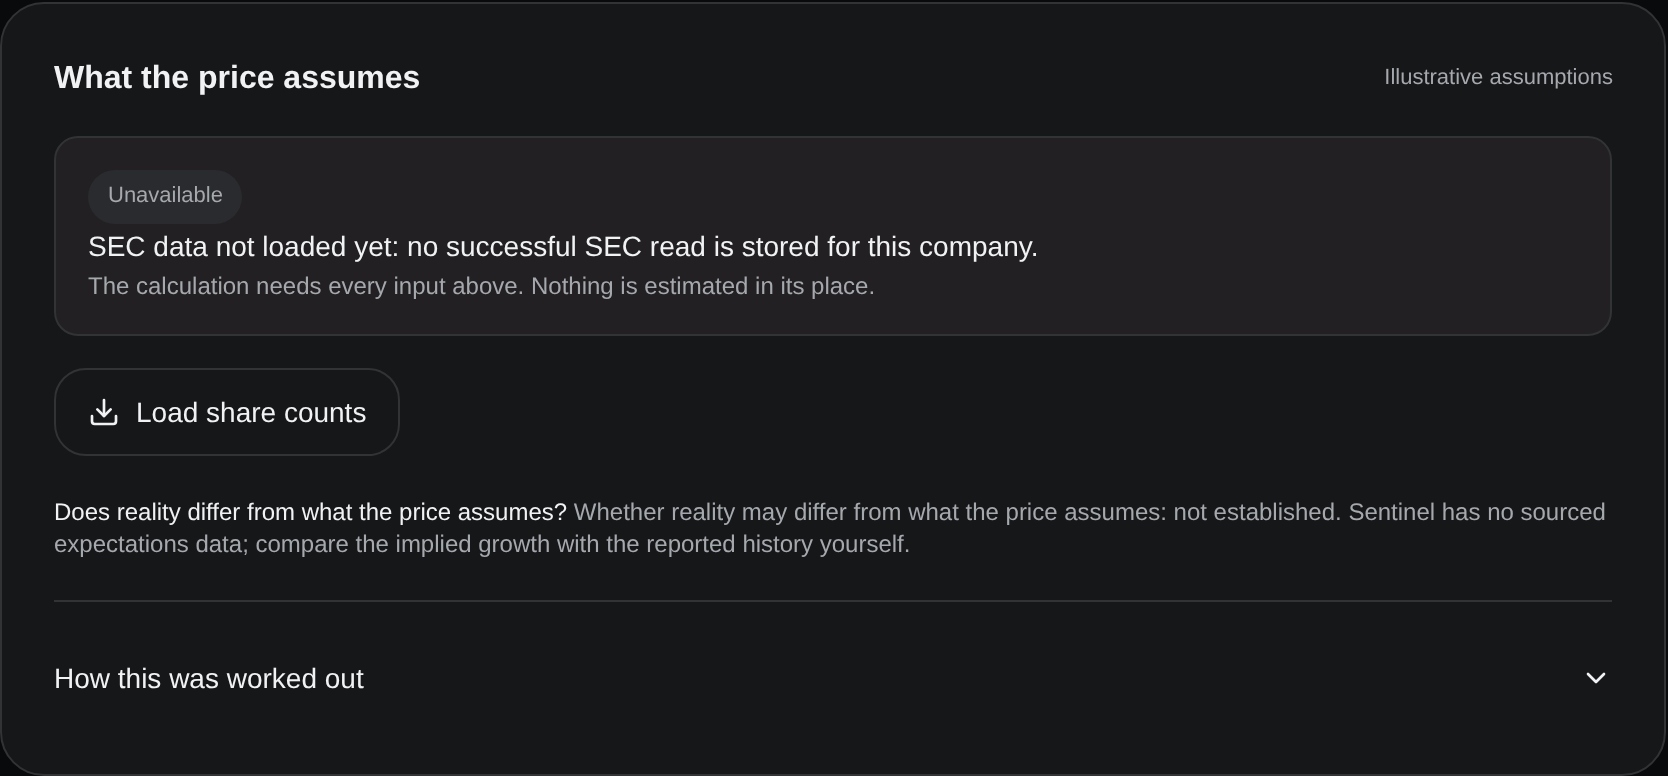 What the price assumes
Illustrative assumptions
Unavailable
SEC data not loaded yet: no successful SEC read is stored for this company.
The calculation needs every input above. Nothing is estimated in its place.
Load share counts
Does reality differ from what the price assumes? Whether reality may differ from what the price assumes: not established. Sentinel has no sourced
expectations data; compare the implied growth with the reported history yourself.
How this was worked out